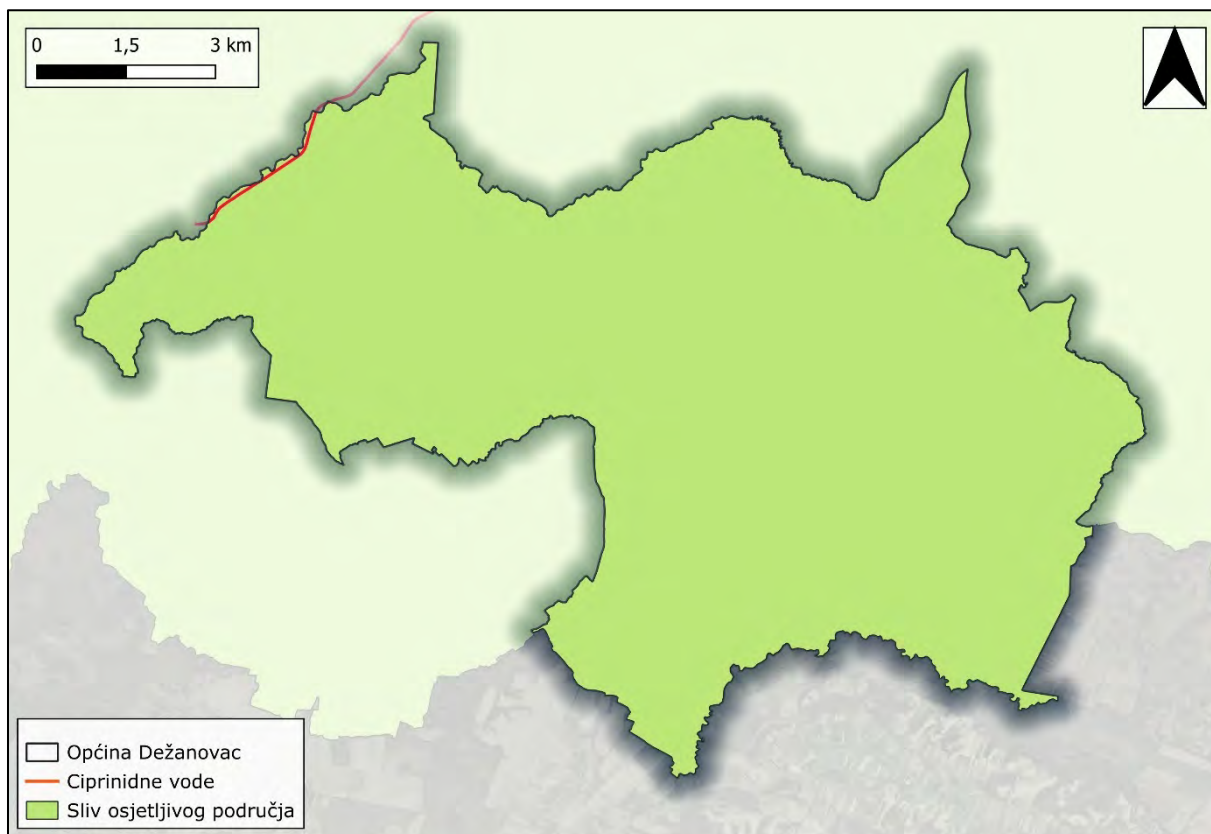 0 1,5 3 km
Općina Dežanovac
Ciprinidne vode
Sliv osjetljivog područja